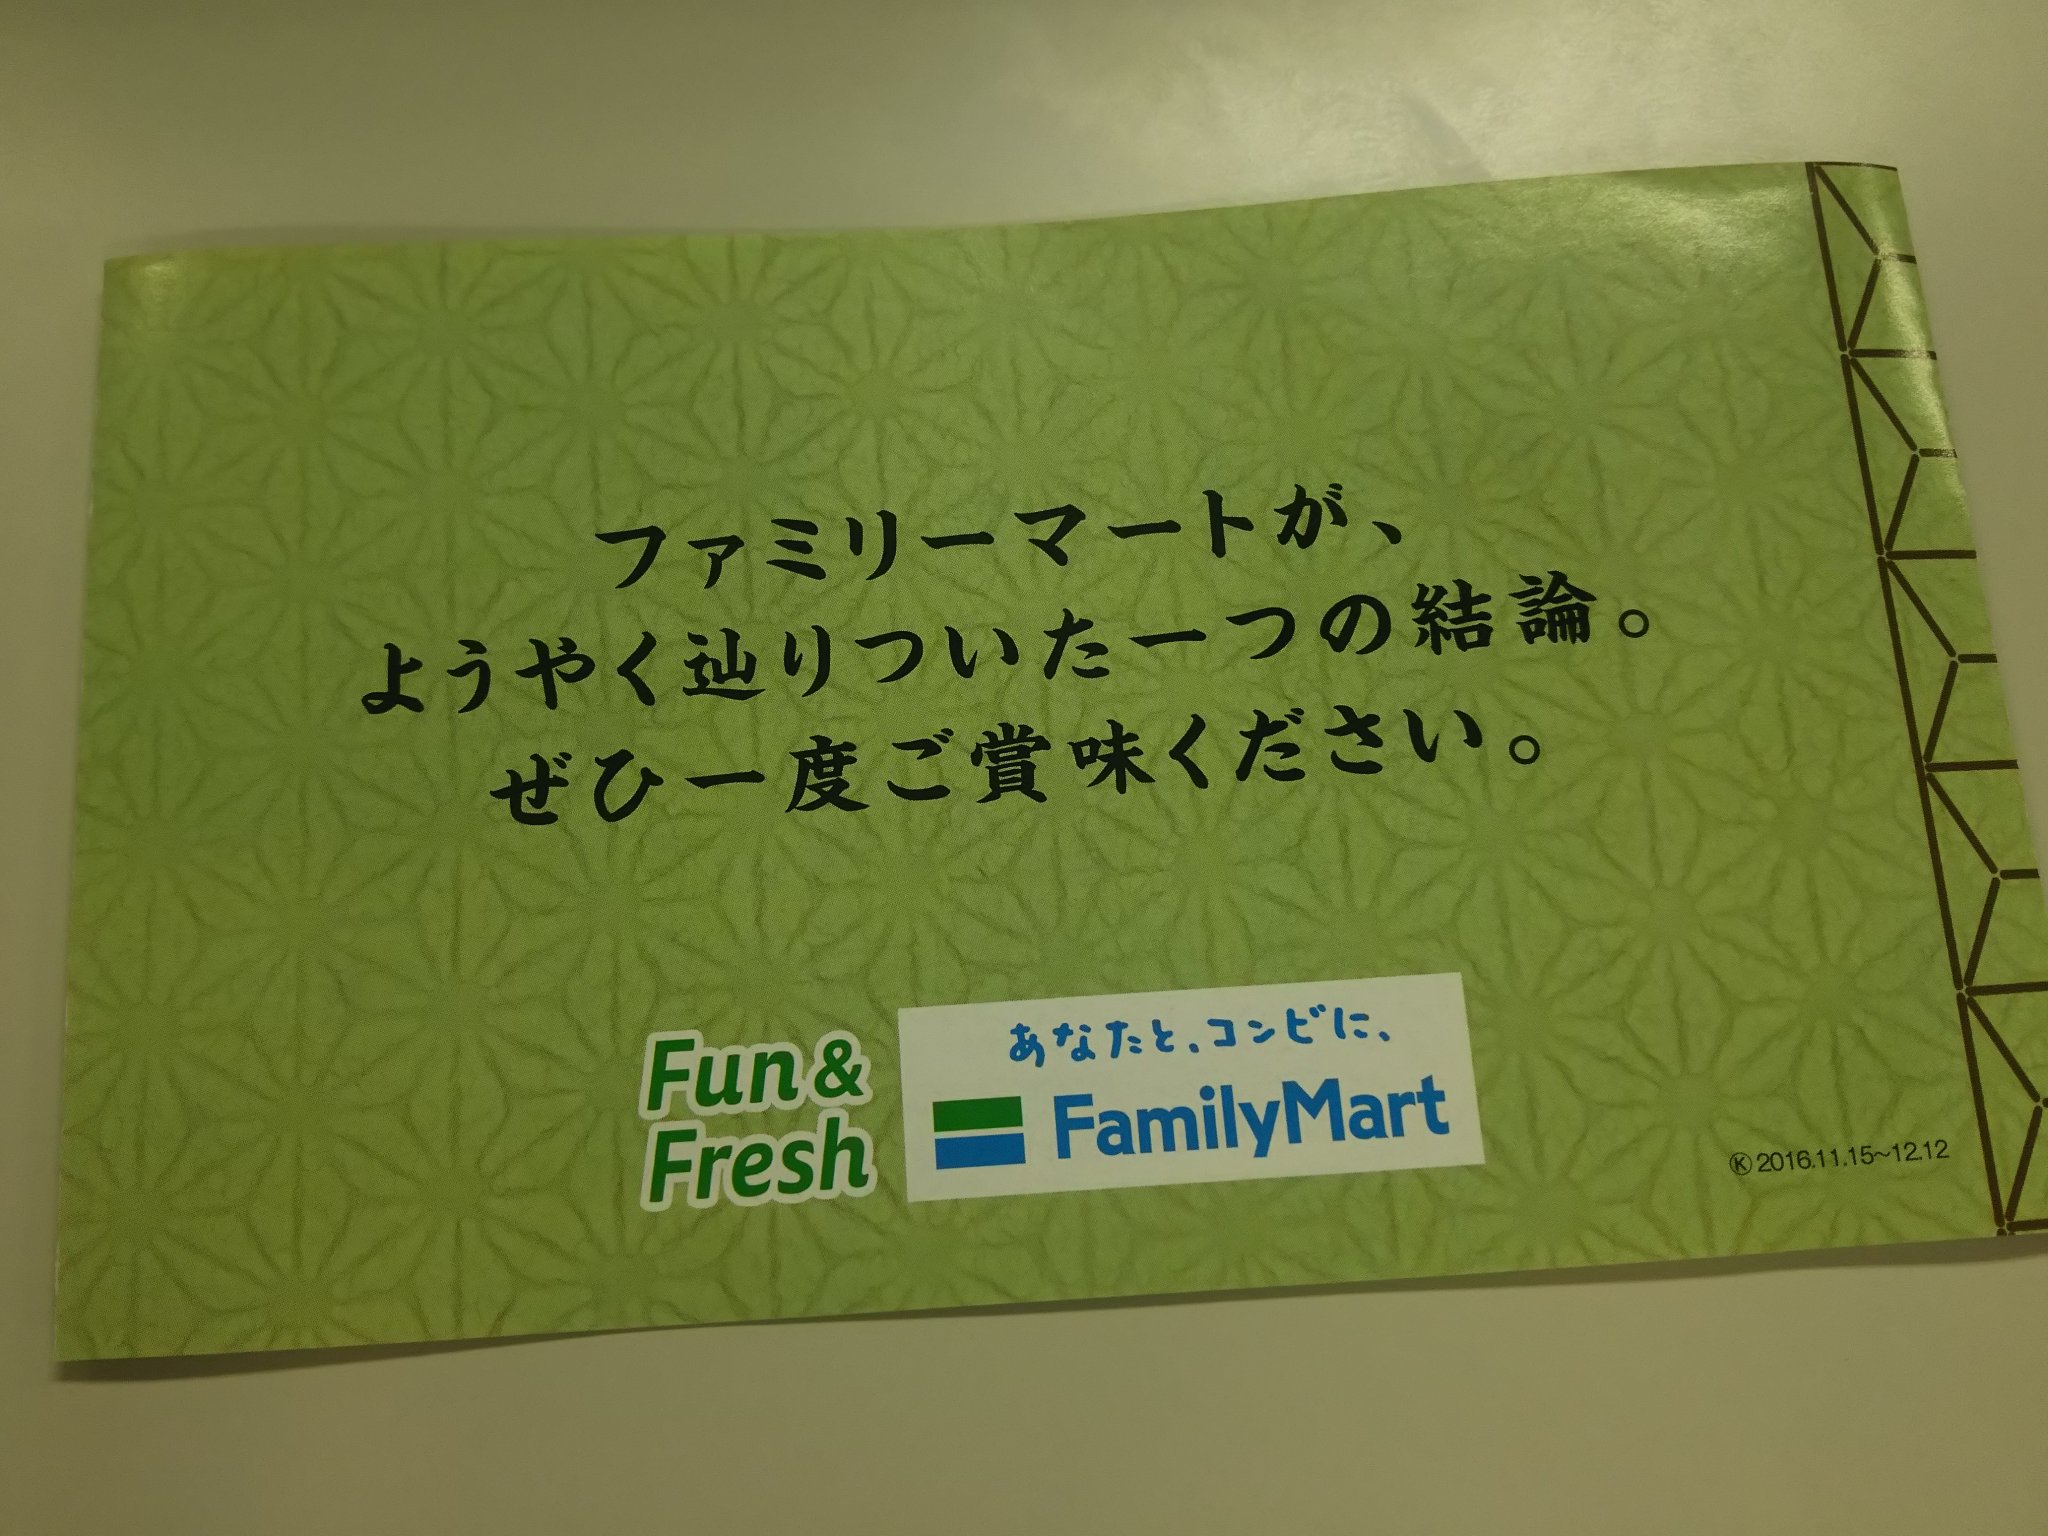 ファミリーマートが、
ようやく辿りついた一つの結論。
ぜひ一度ご賞味ください。
Fun &
Fresh
あなたと、コンビに、
FamilyMart
Ⓚ2016.11.15~12.12